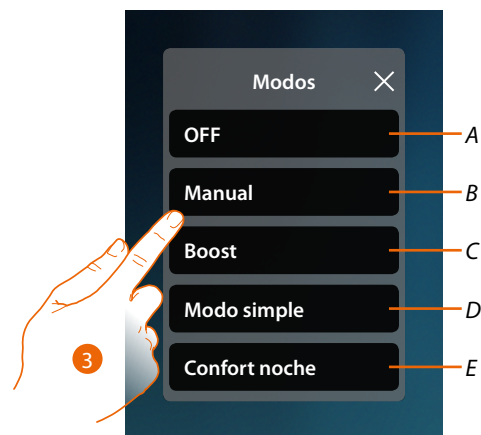 Modos
OFF
A
Manual
B
Boost
C
Modo simple
D
3
Confort noche
E